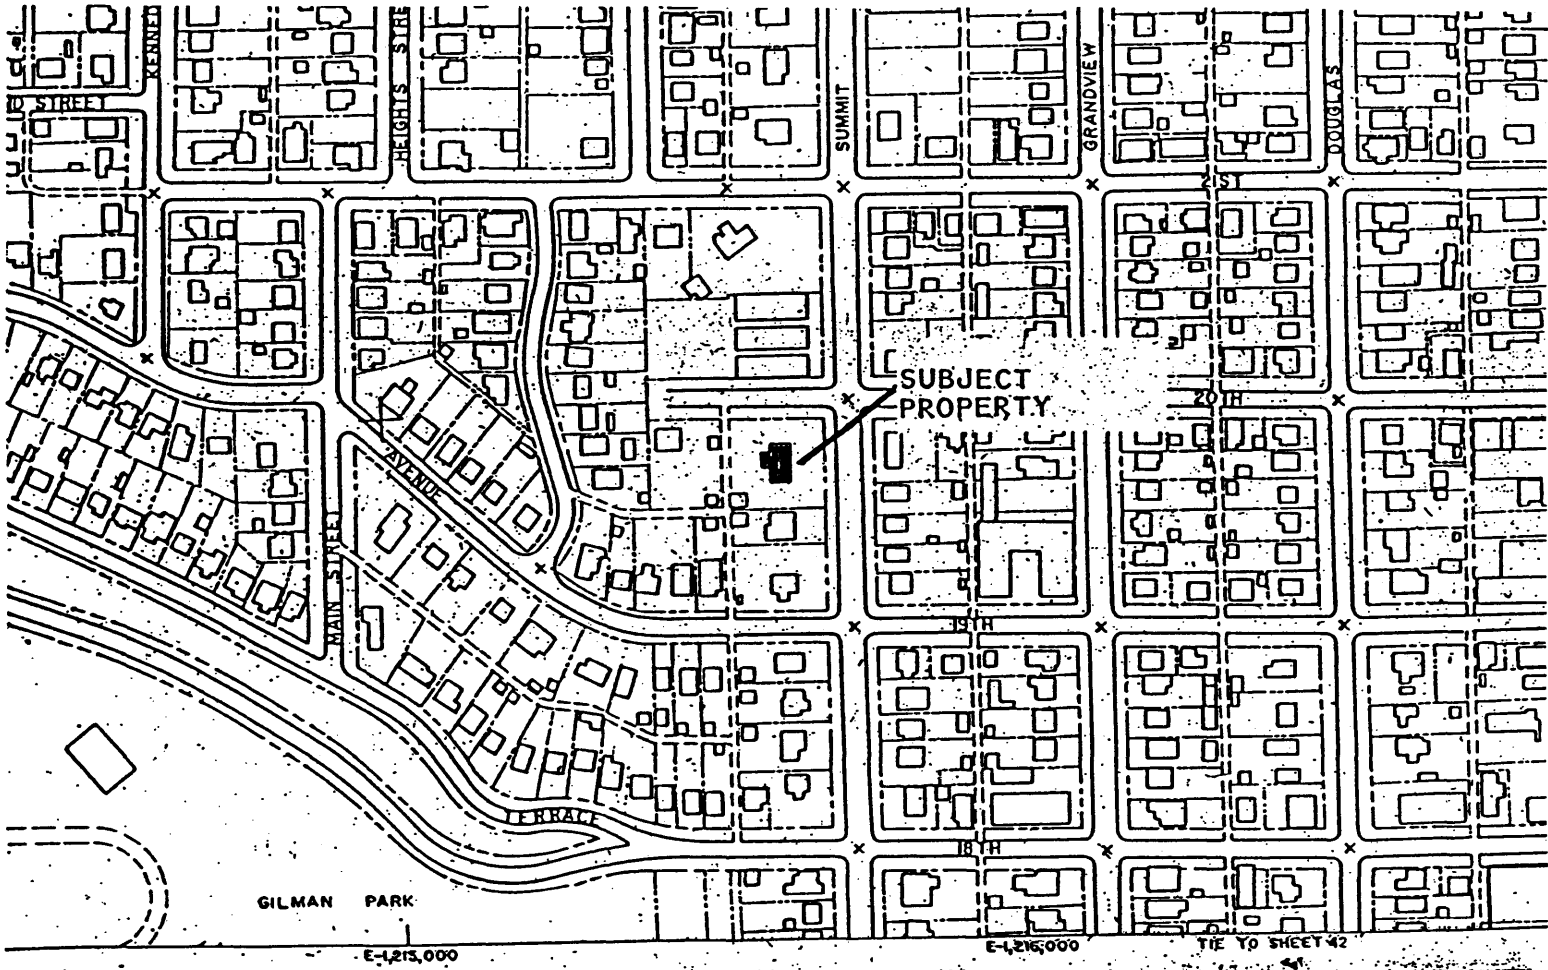 KENNED
HEIGHTS STRE
SUMMIT
GRANDVIEW
DOUGLAS
STREET
21ST
SUBJECT
PROPERTY
20TH
AVENUE
MAIN STREET
19TH
TERRACE
18TH
GILMAN PARK
E-1,215,000
E-1,216,000
TIE TO SHEET 42